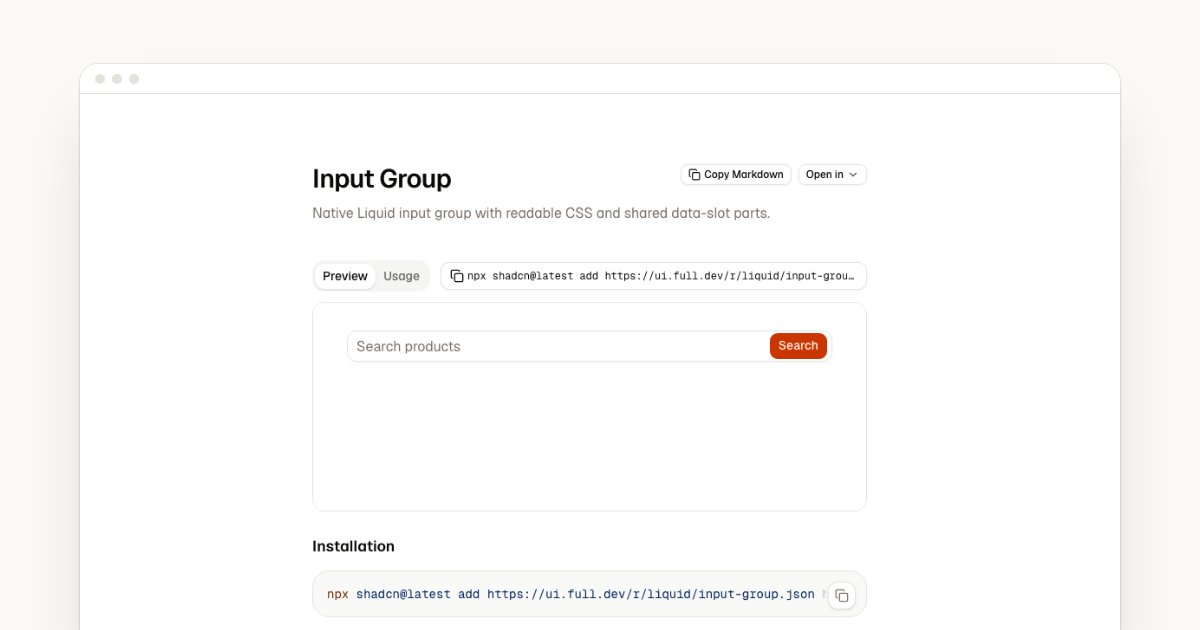 Input Group
Copy Markdown
Open in
Native Liquid input group with readable CSS and shared data-slot parts.
Preview
Usage
npx shadcn@latest add https://ui.full.dev/r/liquid/input-grou…
Search products
Search
Installation
npx shadcn@latest add https://ui.full.dev/r/liquid/input-group.json